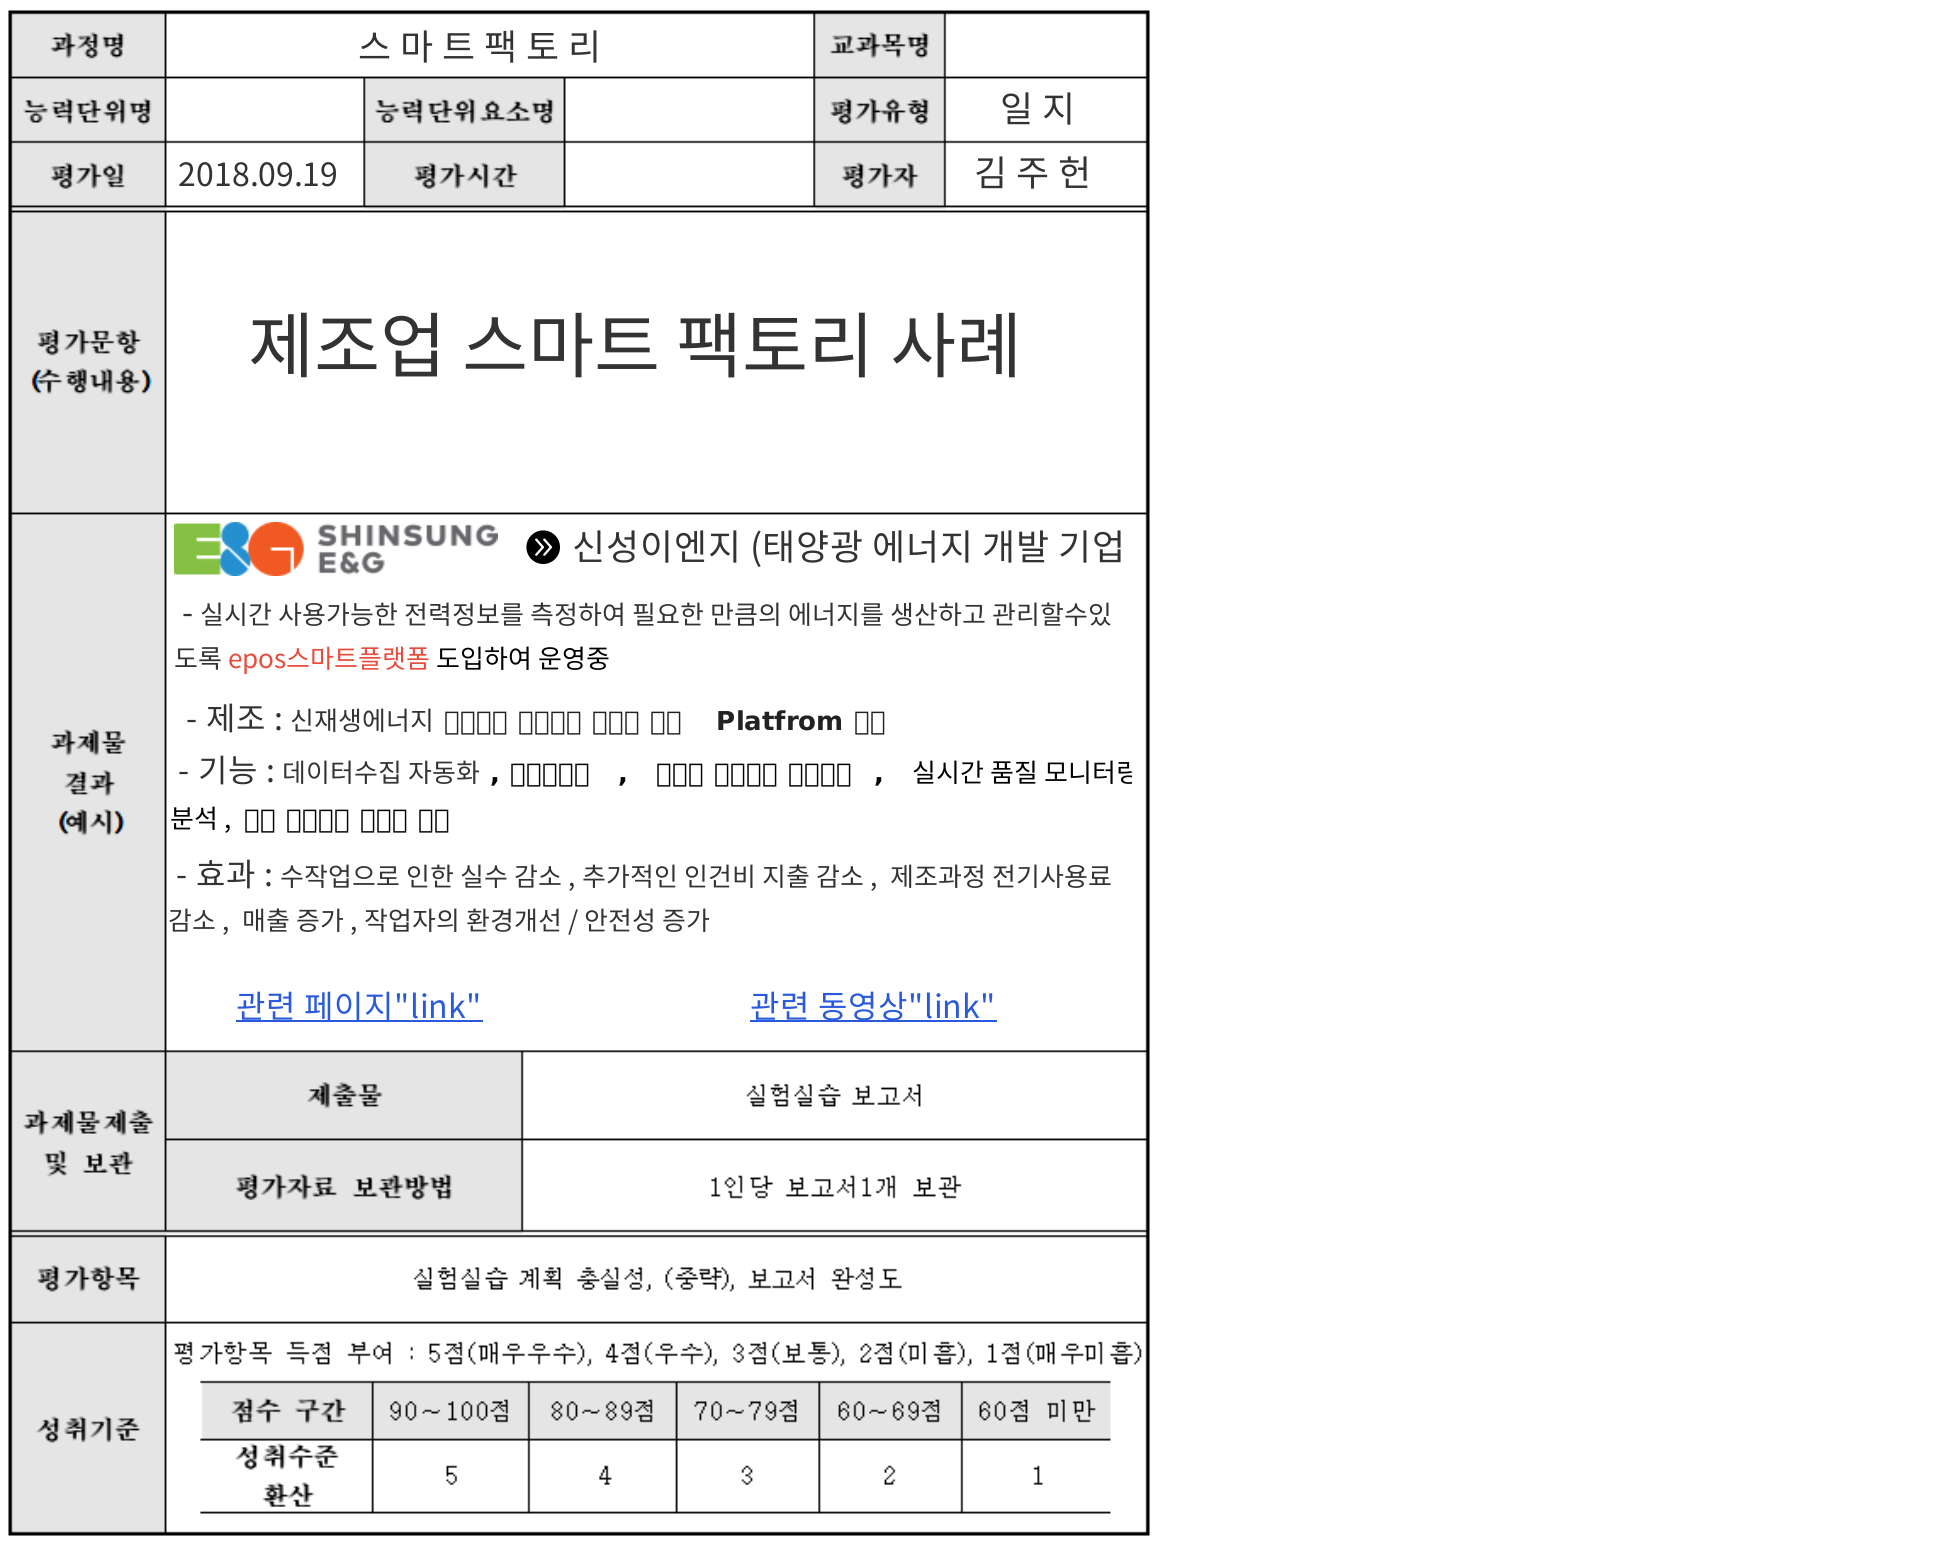 과정명 스마트팩토리 교과목명
능력단위명 능력단위요소명 평가유형 일지
평가일 2018.09.19 평가시간 평가자 김주헌
평가문항
(수행내용)
제조업 스마트 팩토리 사례
과제물
결과
(예시)
SHINSUNG
E&G
신성이엔지 (태양광 에너지 개발 기업
- 실시간 사용가능한 전력정보를 측정하여 필요한 만큼의 에너지를 생산하고 관리할수있
도록 epos스마트플랫폼 도입하여 운영중
- 제조 : 신재생에너지 Platfrom
- 기능 : 데이터수집 자동화 , , , 실시간 품질 모니터링
분석 ,
- 효과 : 수작업으로 인한 실수 감소 , 추가적인 인건비 지출 감소 , 제조과정 전기사용료
감소 , 매출 증가 , 작업자의 환경개선 / 안전성 증가
관련 페이지"link" 관련 동영상"link"
과제물제출
및 보관
제출물 실험실습 보고서
평가자료 보관방법 1인당 보고서1개 보관
평가항목 실험실습 계획 충실성, (중략), 보고서 완성도
성취기준
평가항목 득점 부여 : 5점(매우우수), 4점(우수), 3점(보통), 2점(미흡), 1점(매우미흡)
점수 구간 90~100점 80~89점 70~79점 60~69점 60점 미만
성취수준
환산
5 4 3 2 1